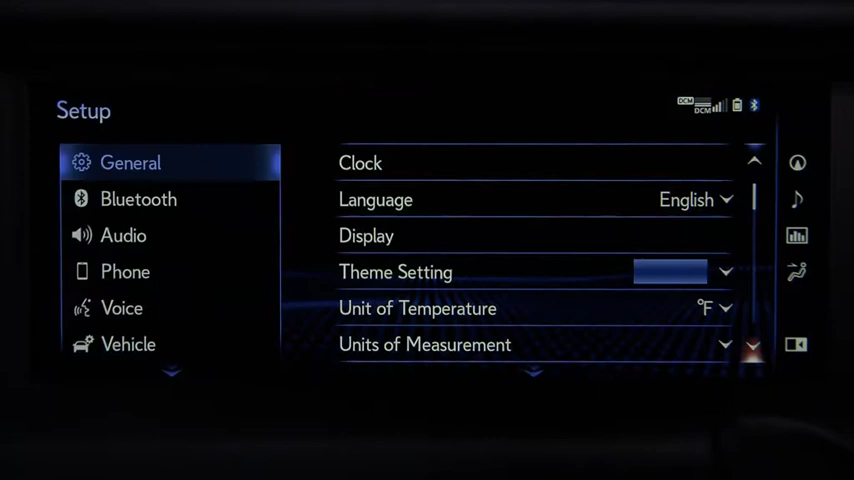 Setup
DCM
DCM
General
Bluetooth
Audio
Phone
Voice
Vehicle
Clock
Language English
Display
Theme Setting
Unit of Temperature °F
Units of Measurement